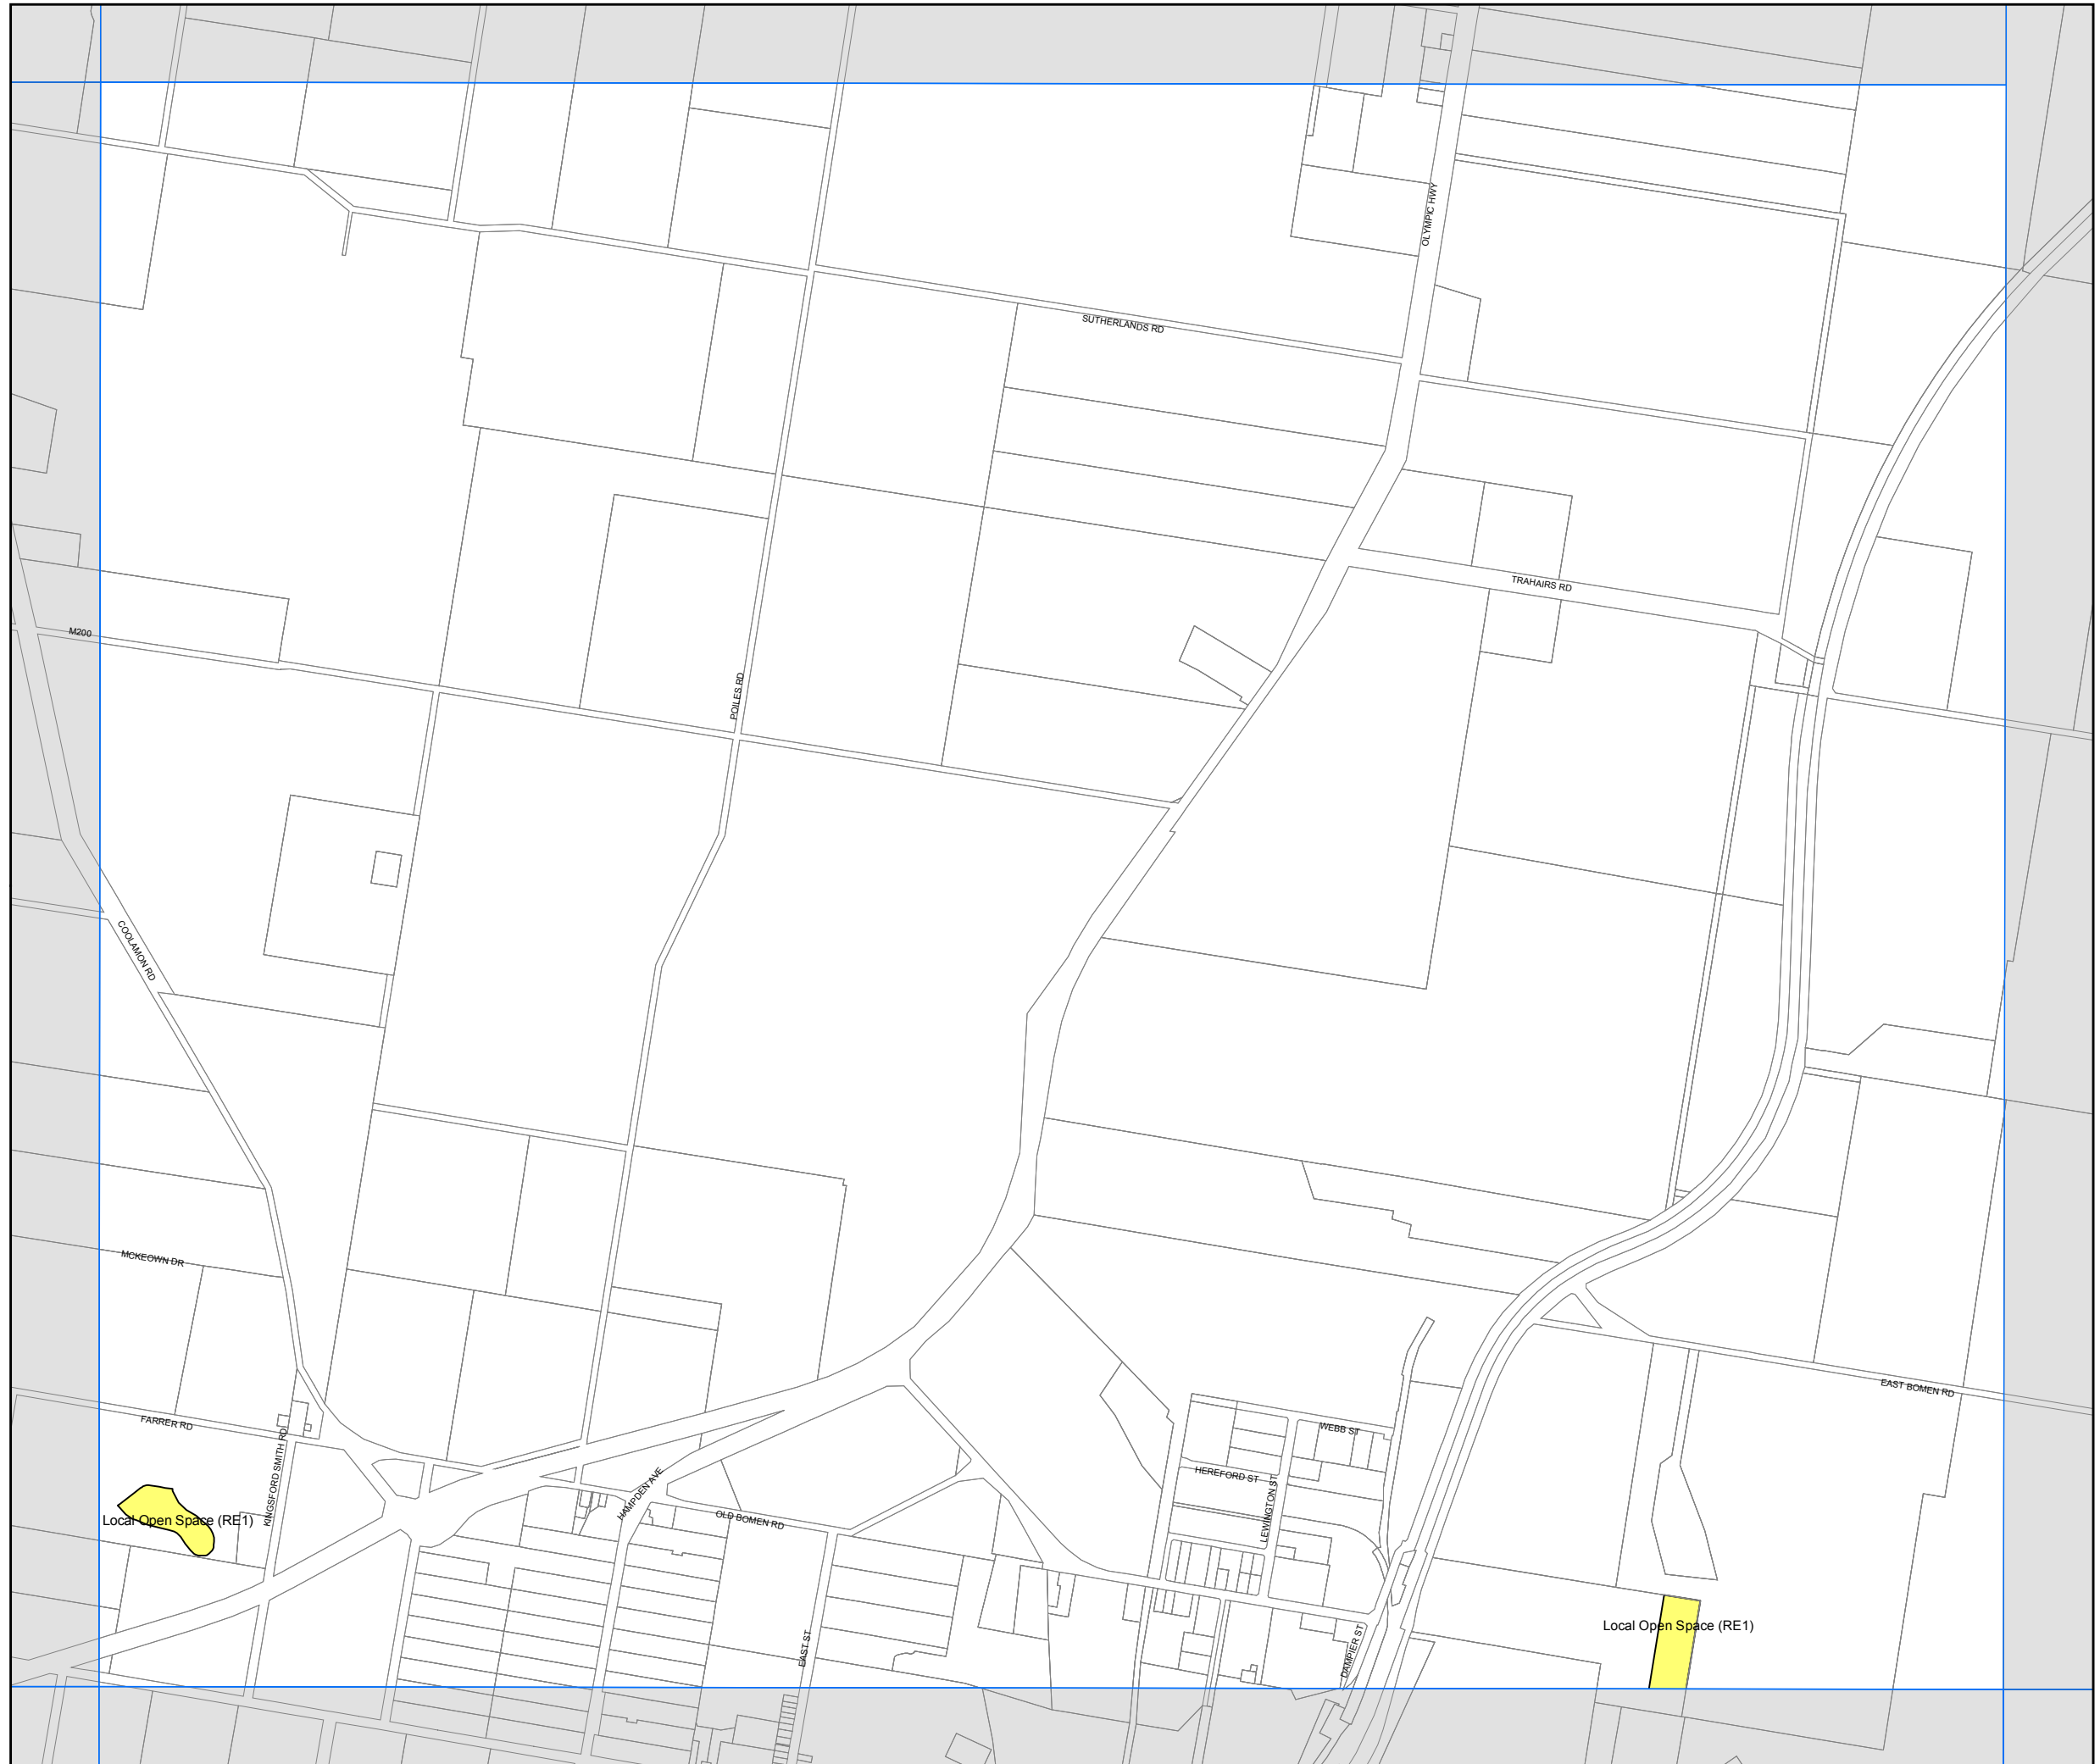 OLYMPIC HWY
SUTHERLANDS RD
TRAHAIRS RD
M200
POILES RD
COOLAMON RD
MCKEOWN DR
EAST BOMEN RD
FARRER RD
WEBB ST
KINGSFORD SMITH RD
HEREFORD ST
HAMPDEN AVE
LEWINGTON ST
Local Open Space (RE1)
OLD BOMEN RD
Local Open Space (RE1)
EAST ST
DAMPIER ST